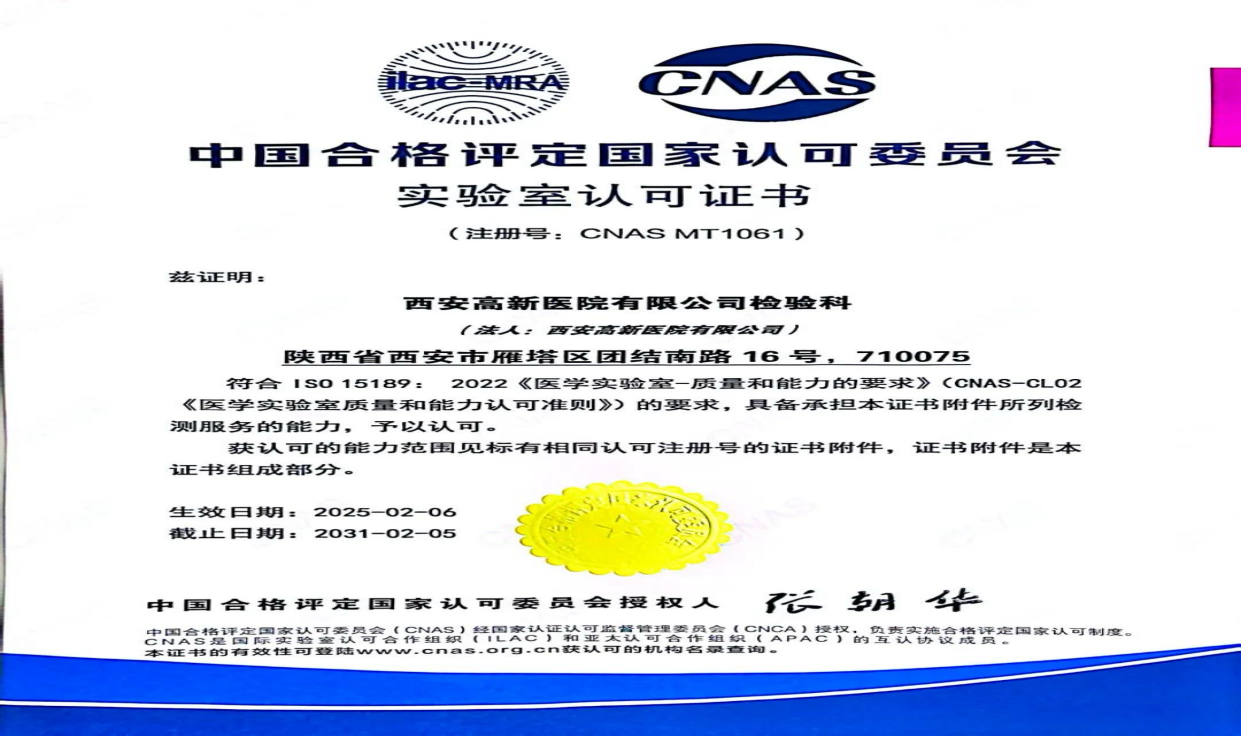 ilac-MRA
CNAS
中国合格评定国家认可委员会
实验室认可证书
（注册号：CNAS MT1061）
兹证明：
西安高新医院有限公司检验科
（法人：西安高新医院有限公司）
陕西省西安市雁塔区团结南路 16 号，710075
符合 ISO 15189： 2022《医学实验室-质量和能力的要求》（CNAS-CL02
《医学实验室质量和能力认可准则》）的要求，具备承担本证书附件所列检
测服务的能力，予以认可。
获认可的能力范围见标有相同认可注册号的证书附件，证书附件是本
证书组成部分。
生效日期：2025-02-06
截止日期：2031-02-05
中国合格评定国家认可委员会授权人 张朝华
中国合格评定国家认可委员会（CNAS）经国家认证认可监督管理委员会（CNCA）授权，负责实施合格评定国家认可制度。
CNAS是国际实验室认可合作组织（ILAC）和亚太认可合作组织（APAC）的互认协议成员。
本证书的有效性可登陆www.cnas.org.cn获认可的机构名录查询。